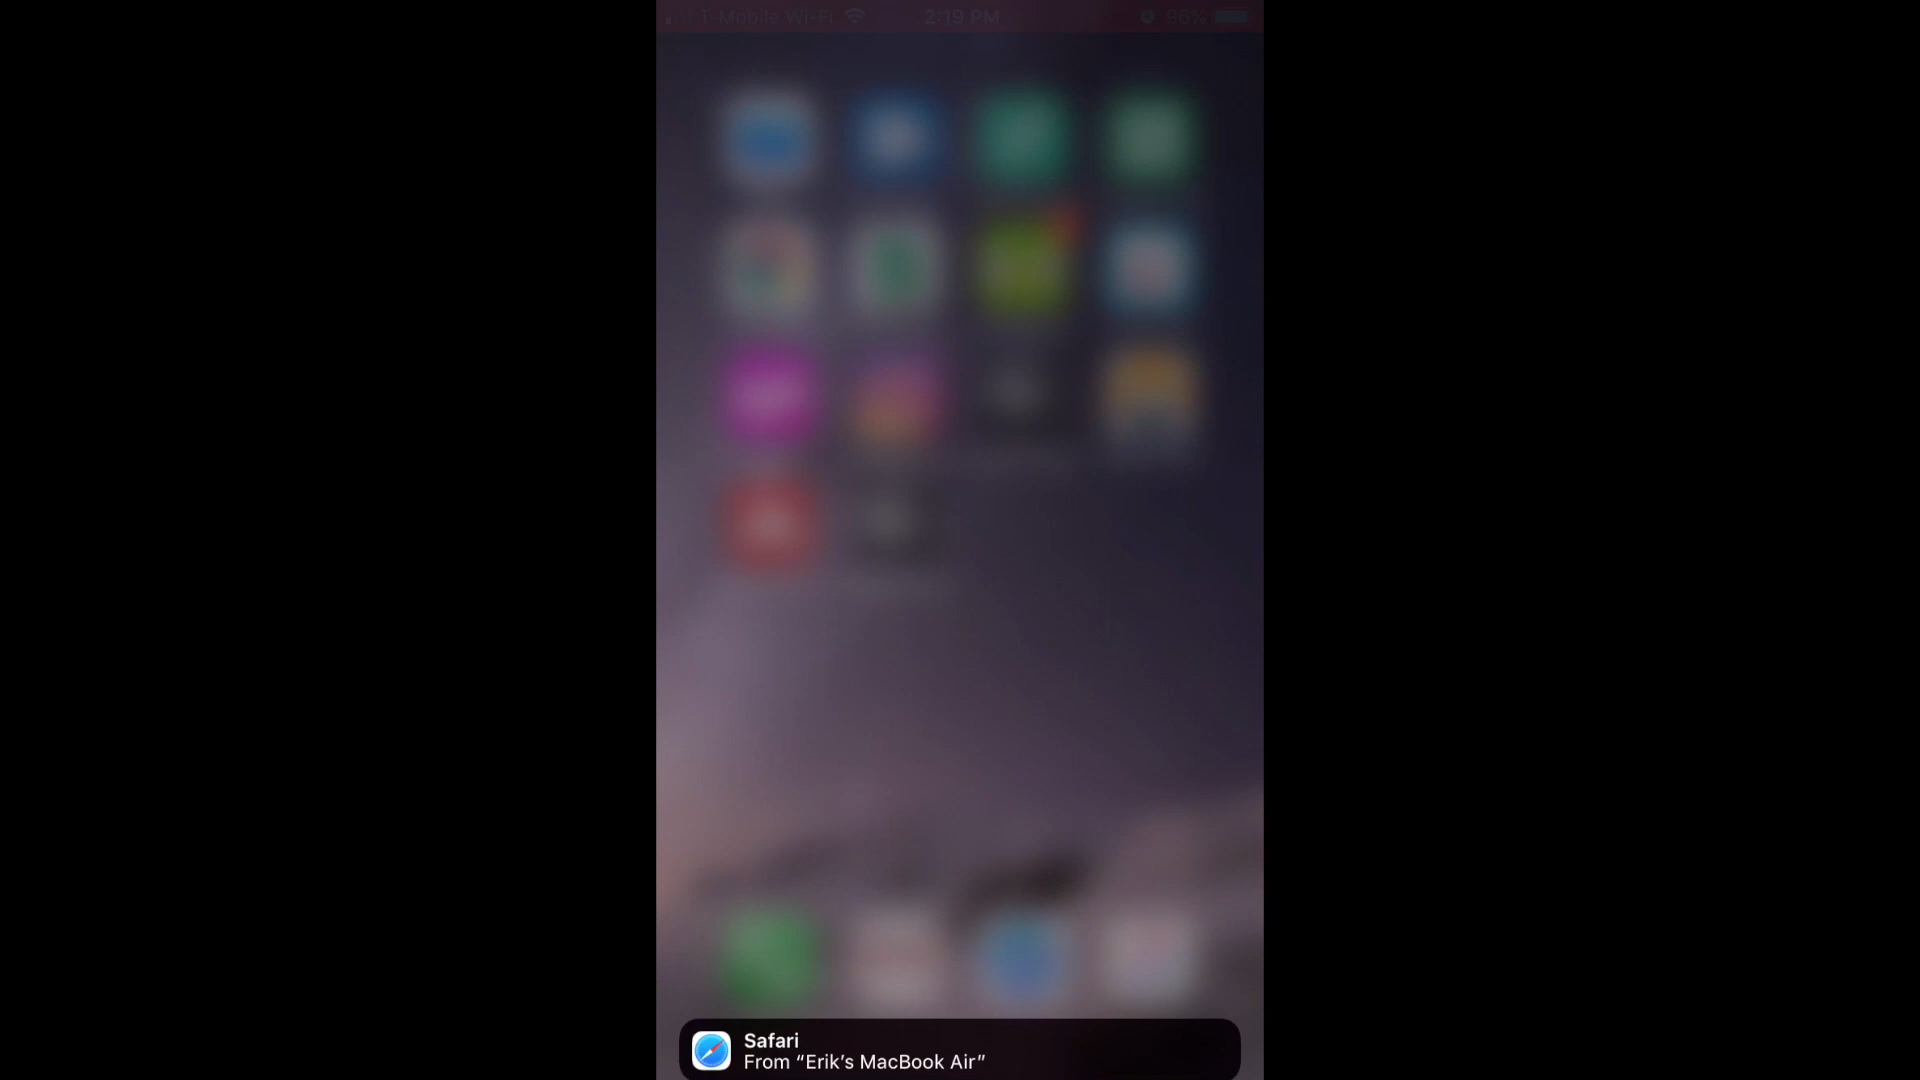 T-Mobile Wi-Fi 2:19 PM 96%
Safari
From “Erik’s MacBook Air”